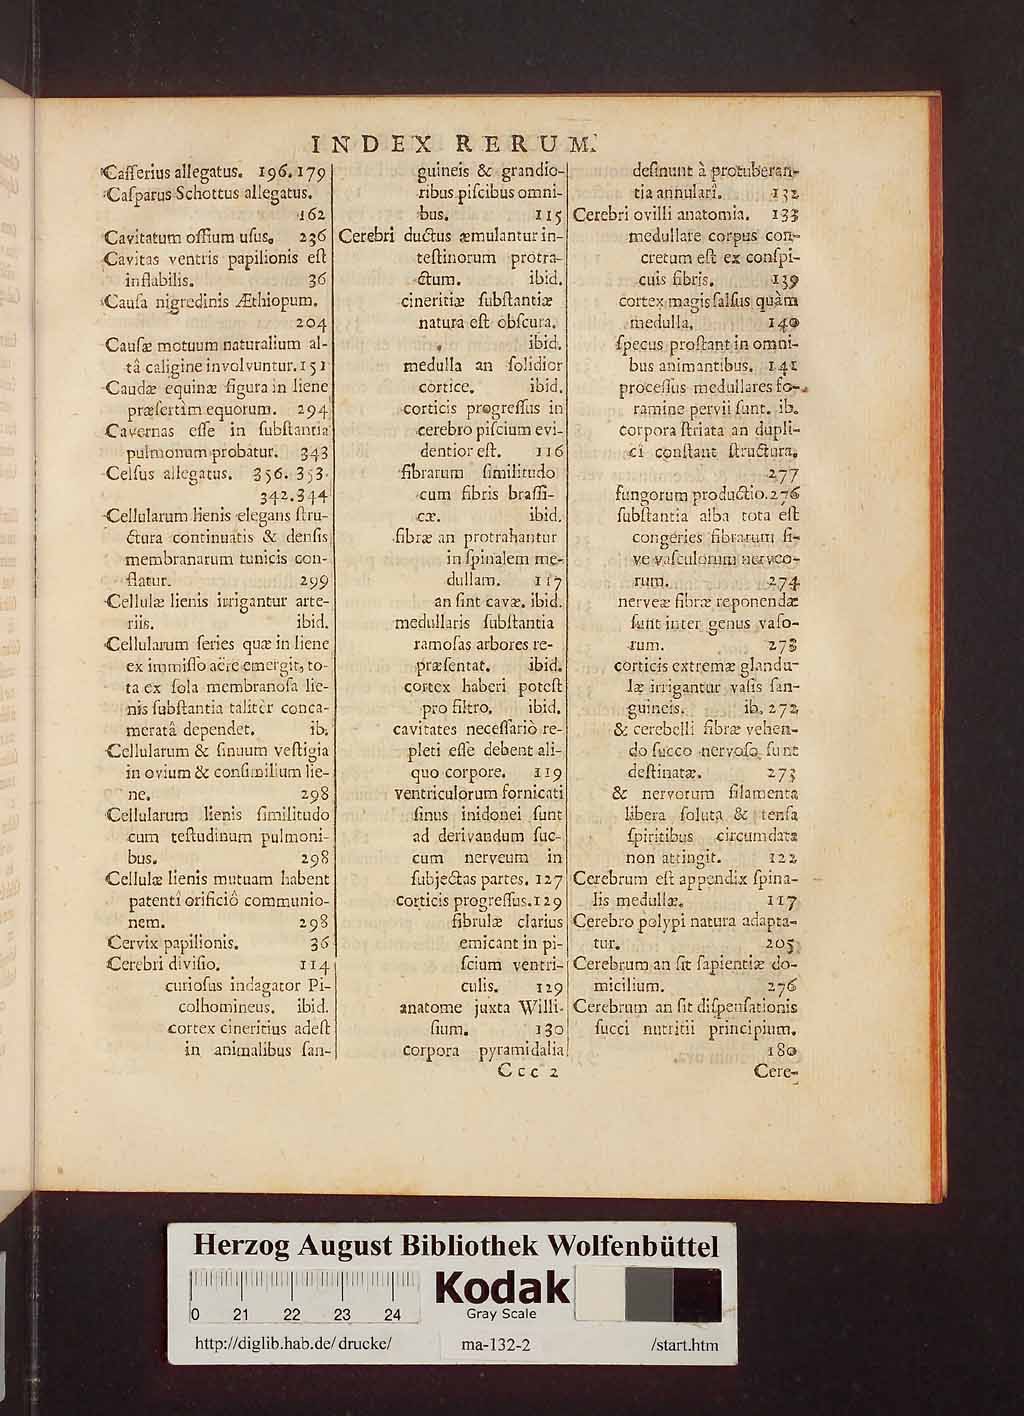 INDEX RERUM.
Casserius allegatus. 196. 179
Casparus Schottus allegatus.
162
Cavitatum ossium usus. 236
Cavitas ventris papilionis est
inflabilis. 36
Causa nigredinis Æthiopum.
204
Causæ motuum naturalium al-
tâ caligine involvuntur. 151
Caudæ equinæ figura in liene
præsertim equorum. 294
Cavernas esse in substantia
pulmonum probatur. 343
Celsus allegatus. 356. 353.
342. 344
Cellularum lienis elegans stru-
ctura continuatis & densis
membranarum tunicis con-
flatur. 299
Cellulæ lienis irrigantur arte-
riis. ibid.
Cellularum series quæ in liene
ex immisso aëre emergit, to-
ta ex sola membranosa lie-
nis substantia taliter conca-
meratâ dependet. ib.
Cellularum & sinuum vestigia
in ovium & consimilium lie-
ne. 298
Cellularum lienis similitudo
cum testudinum pulmoni-
bus. 298
Cellulæ lienis mutuam habent
patenti orificiô communio-
nem. 298
Cervix papilionis. 36
Cerebri divisio. 114
curiosus indagator Pi-
colhomineus. ibid.
cortex cineritius adest
in animalibus san-
guineis & grandio-
ribus piscibus omni-
bus. 115
Cerebri ductus æmulantur in-
testinorum protra-
ctum. ibid.
cineritiæ substantiæ
natura est obscura.
ibid.
medulla an solidior
cortice. ibid.
corticis progressus in
cerebro piscium evi-
dentior est. 116
fibrarum similitudo
cum fibris brassi-
cæ. ibid.
fibræ an protrahantur
in spinalem me-
dullam. 117
an sint cavæ. ibid.
medullaris substantia
ramosas arbores re-
præsentat. ibid.
cortex haberi potest
pro filtro. ibid.
cavitates necessariò re-
pleti esse debent ali-
quo corpore. 119
ventriculorum fornicati
sinus inidonei sunt
ad derivandum suc-
cum nerveum in
subjectas partes. 127
corticis progressus. 129
fibrulæ clarius
emicant in pi-
scium ventri-
culis. 129
anatome juxta Willi-
sium. 130
corpora pyramidalia
Ccc 2
desinunt à protuberan-
tia annulari. 132
Cerebri ovilli anatomia. 133
medullare corpus con-
cretum est ex conspi-
cuis fibris. 139
cortex magis salsus quàm
medulla. 140
specus prostant in omni-
bus animantibus. 141
processus medullares fo-
ramine pervii sunt. ib.
corpora striata an dupli-
ci constant structura.
277
fungorum productio. 276
substantia alba tota est
congeries fibrarum si-
ve vasculorum nerveo-
rum. 274
nerveæ fibræ reponendæ
sunt inter genus vaso-
rum. 273
corticis extremæ glandu-
læ irrigantur vasis san-
guineis. ib. 272
& cerebelli fibræ vehen-
do succo nervoso sunt
destinatæ. 273
& nervorum filamenta
libera soluta & tensa
spiritibus circumdata
non attingit. 122
Cerebrum est appendix spina-
lis medullæ. 117
Cerebro polypi natura adapta-
tur. 205
Cerebrum an sit sapientiæ do-
micilium. 276
Cerebrum an sit dispensationis
succi nutritii principium.
180
Cere-
Herzog August Bibliothek Wolfenbüttel
Kodak
Gray Scale
0 21 22 23 24
http://diglib.hab.de/drucke/ ma-132-2 /start.htm